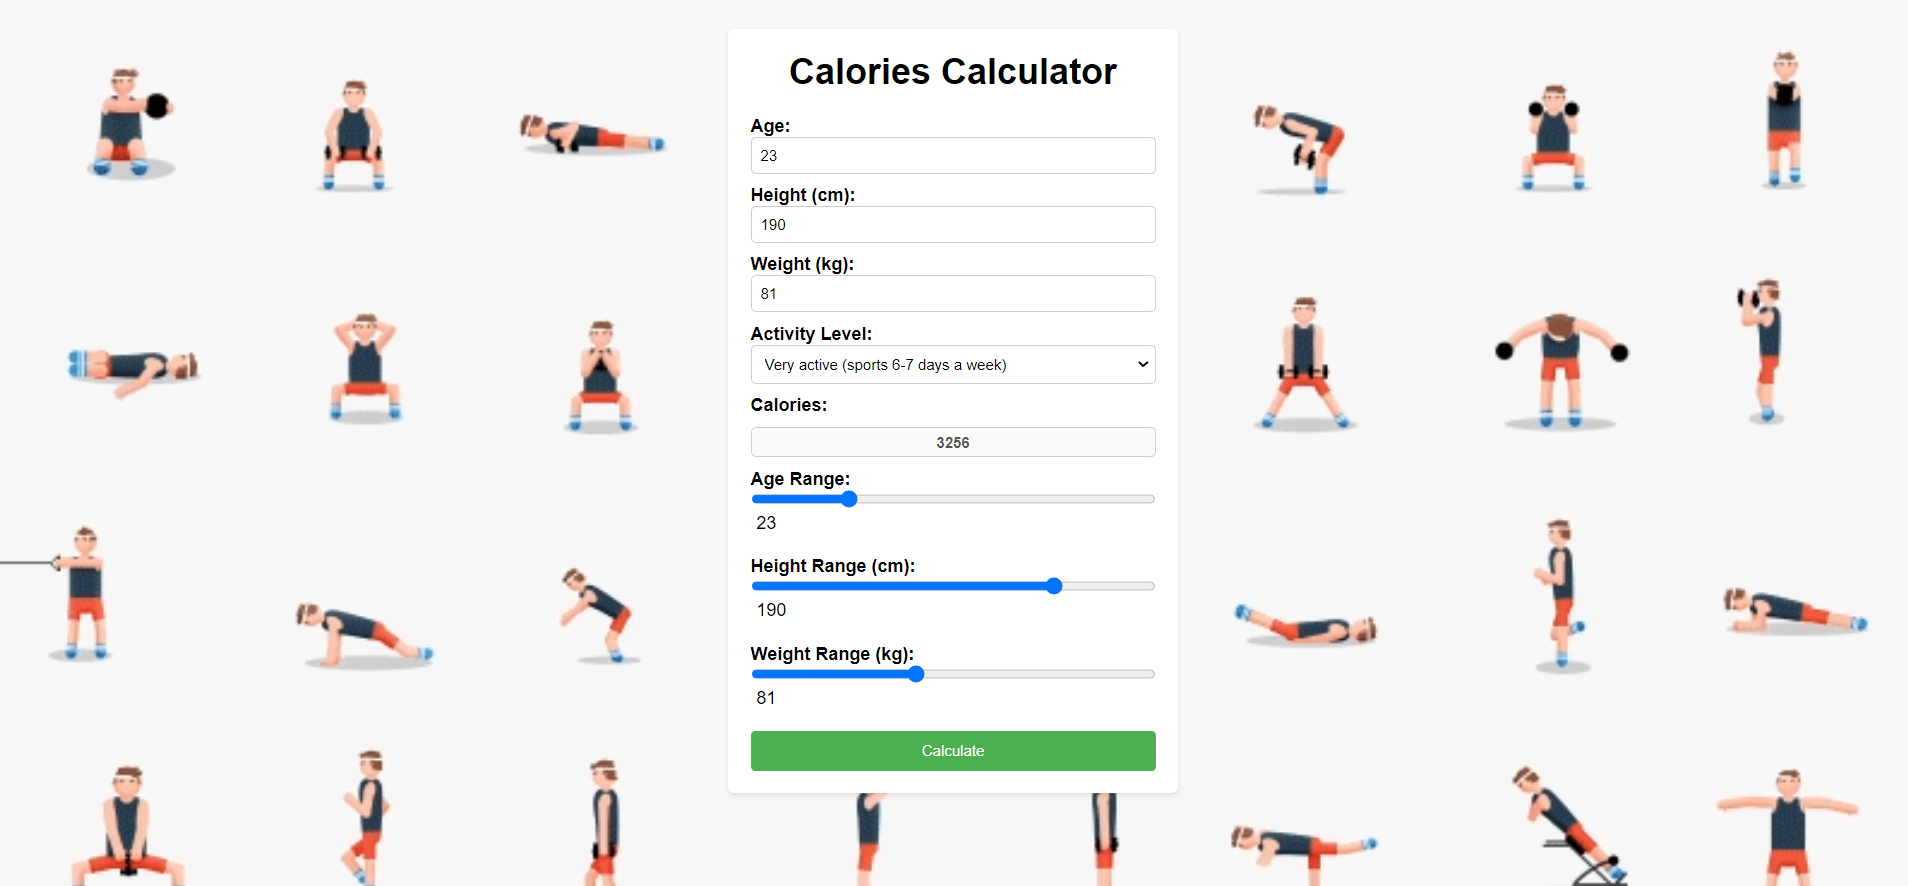 Calories Calculator
Age:
23
Height (cm):
190
Weight (kg):
81
Activity Level:
Very active (sports 6-7 days a week)
Calories:
3256
Age Range:
23
Height Range (cm):
190
Weight Range (kg):
81
Calculate